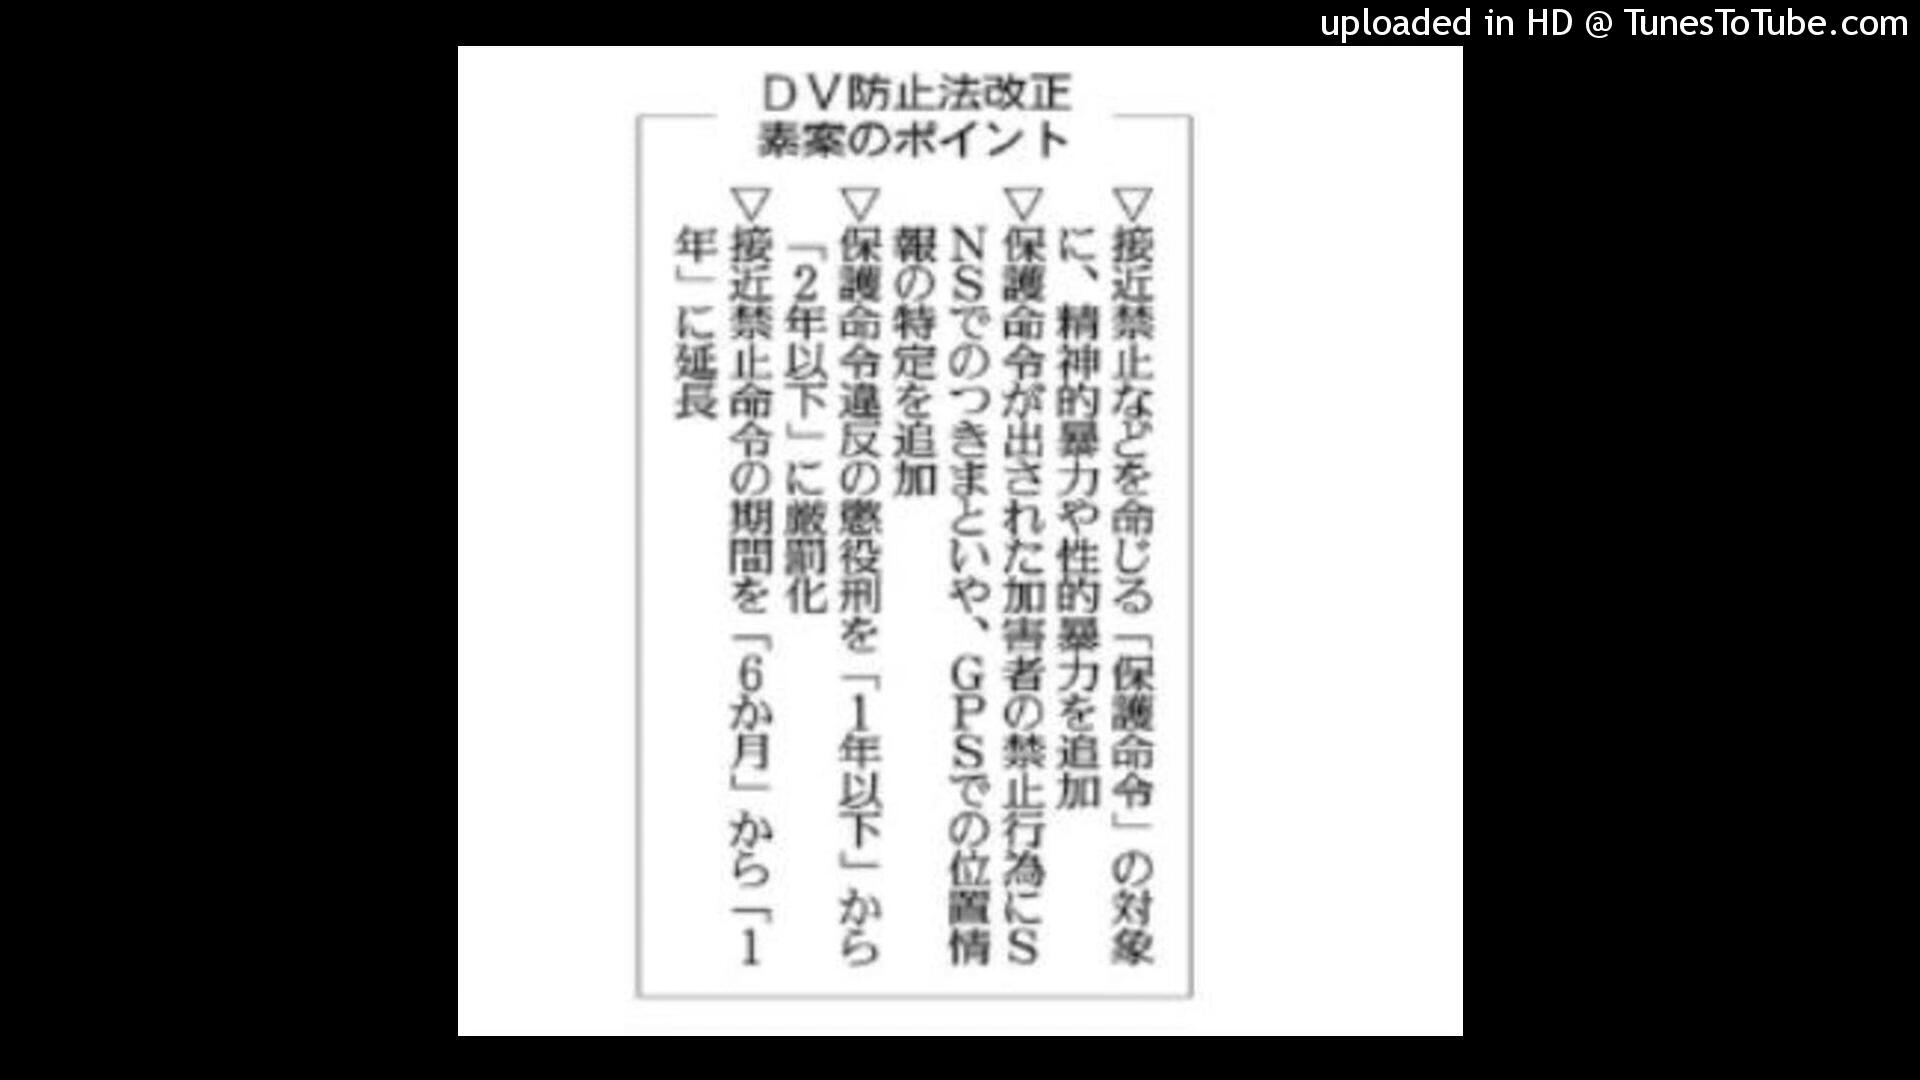 uploaded in HD @ TunesToTube.com
DV防止法改正
素案のポイント
▽接近禁止などを命じる「保護命令」の対象
に、精神的暴力や性的暴力を追加
▽保護命令が出された加害者の禁止行為にS
NSでのつきまといや、GPSでの位置情
報の特定を追加
▽保護命令違反の懲役刑を「1年以下」から
「2年以下」に厳罰化
▽接近禁止命令の期間を「6か月」から「1
年」に延長